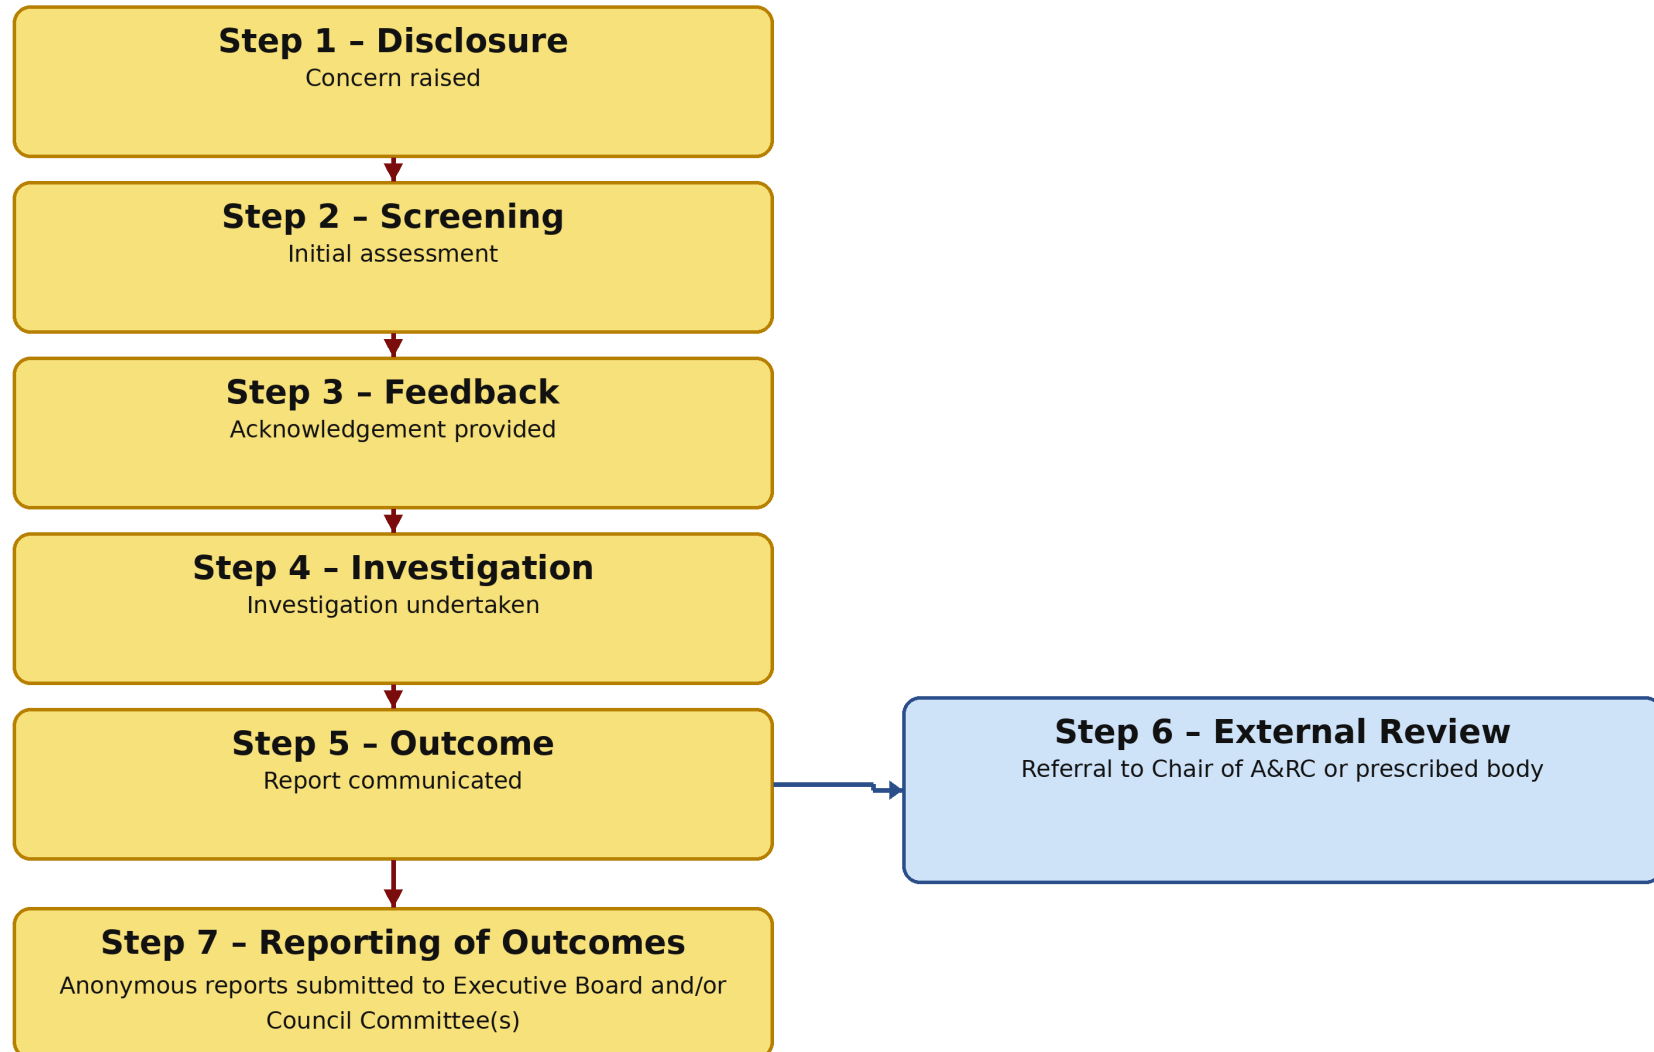 Step 1 – Disclosure
Concern raised
Step 2 – Screening
Initial assessment
Step 3 – Feedback
Acknowledgement provided
Step 4 – Investigation
Investigation undertaken
Step 5 – Outcome
Report communicated
Step 6 – External Review
Referral to Chair of A&RC or prescribed body
Step 7 – Reporting of Outcomes
Anonymous reports submitted to Executive Board and/or
Council Committee(s)